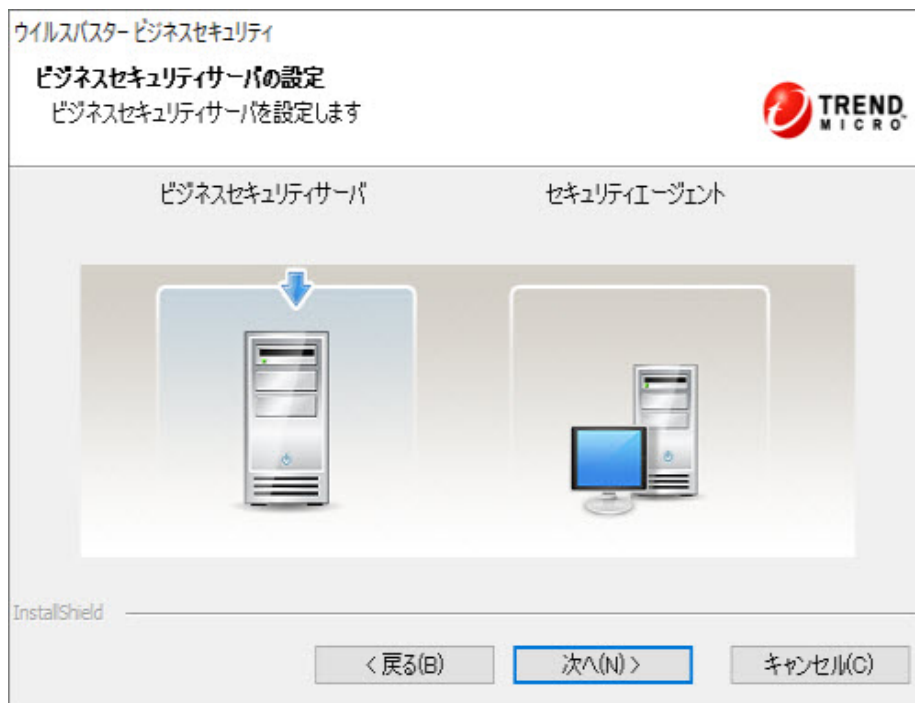 ウイルスバスター ビジネスセキュリティ
ビジネスセキュリティサーバの設定
ビジネスセキュリティサーバを設定します
TREND
MICRO
ビジネスセキュリティサーバ
セキュリティエージェント
InstallShield
< 戻る(B)
次へ(N) >
キャンセル(C)